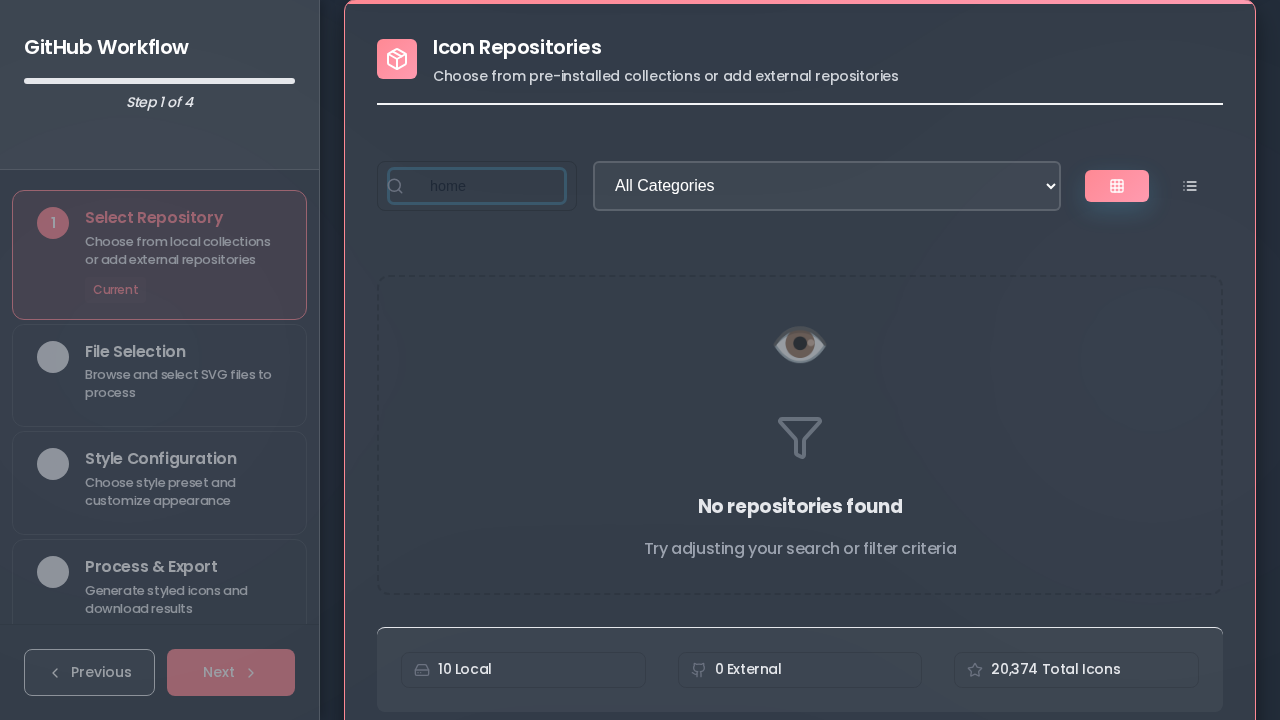 GitHub Workflow
Step 1 of 4
1
Select Repository
Choose from local collections
or add external repositories
Current
File Selection
Browse and select SVG files to
process
Style Configuration
Choose style preset and
customize appearance
Process & Export
Generate styled icons and
download results
Previous
Next
Icon Repositories
Choose from pre-installed collections or add external repositories
home
All Categories
No repositories found
Try adjusting your search or filter criteria
10 Local
0 External
20,374 Total Icons